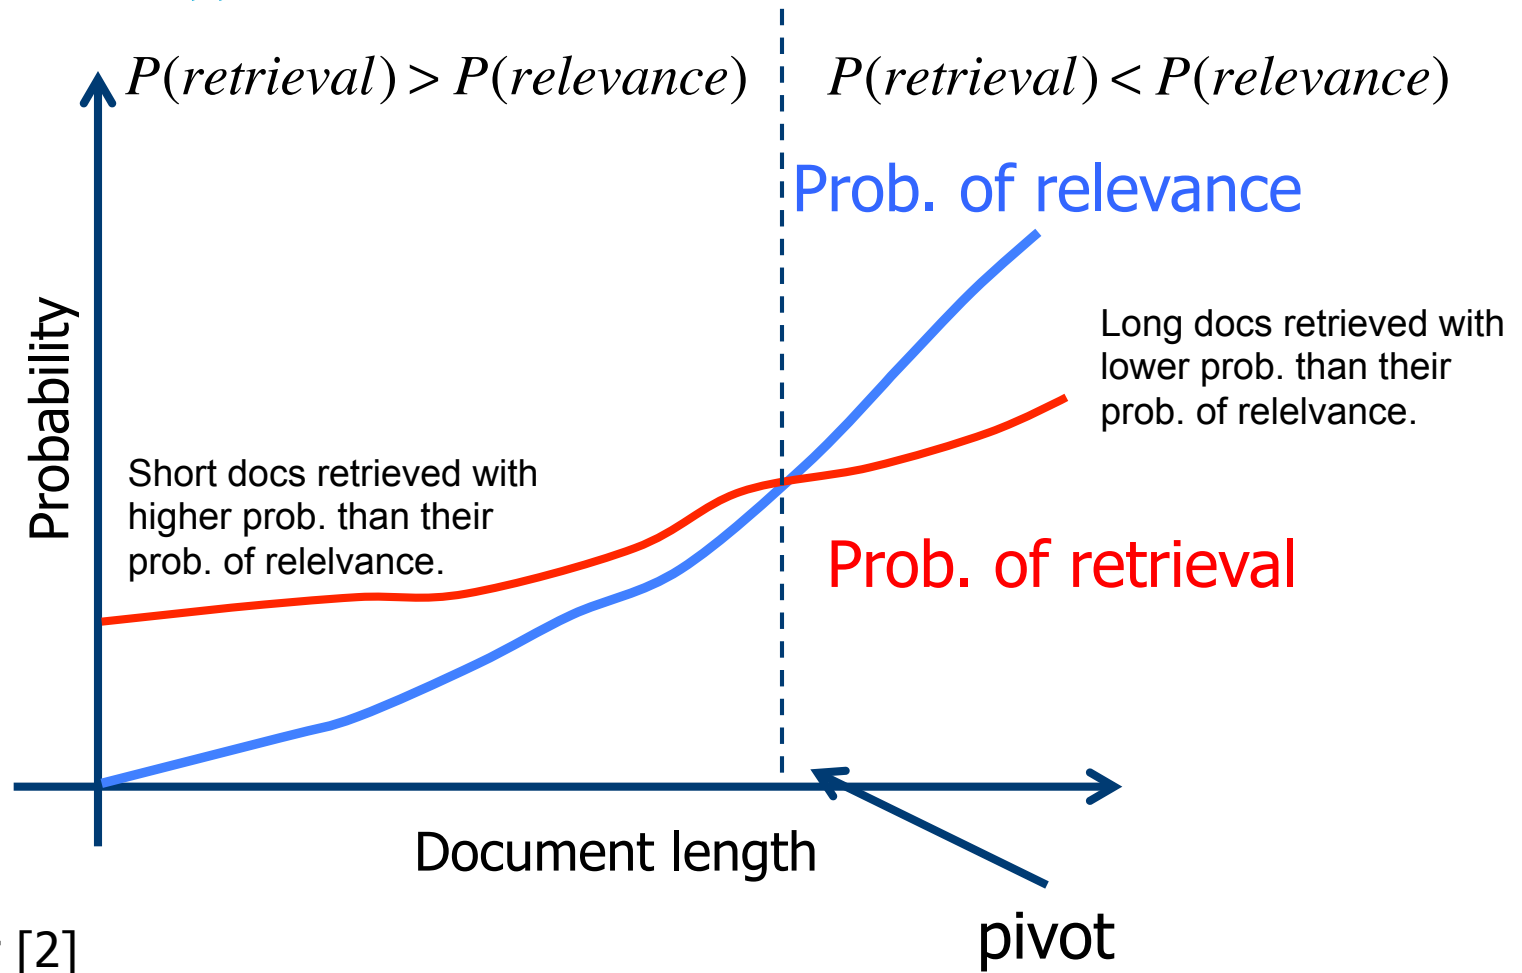 P(retrieval) > P(relevance)
P(retrieval) < P(relevance)
Prob. of relevance
Probability
Long docs retrieved with
lower prob. than their
prob. of relelvance.
Short docs retrieved with
higher prob. than their
prob. of relelvance.
Prob. of retrieval
Document length
pivot
[2]